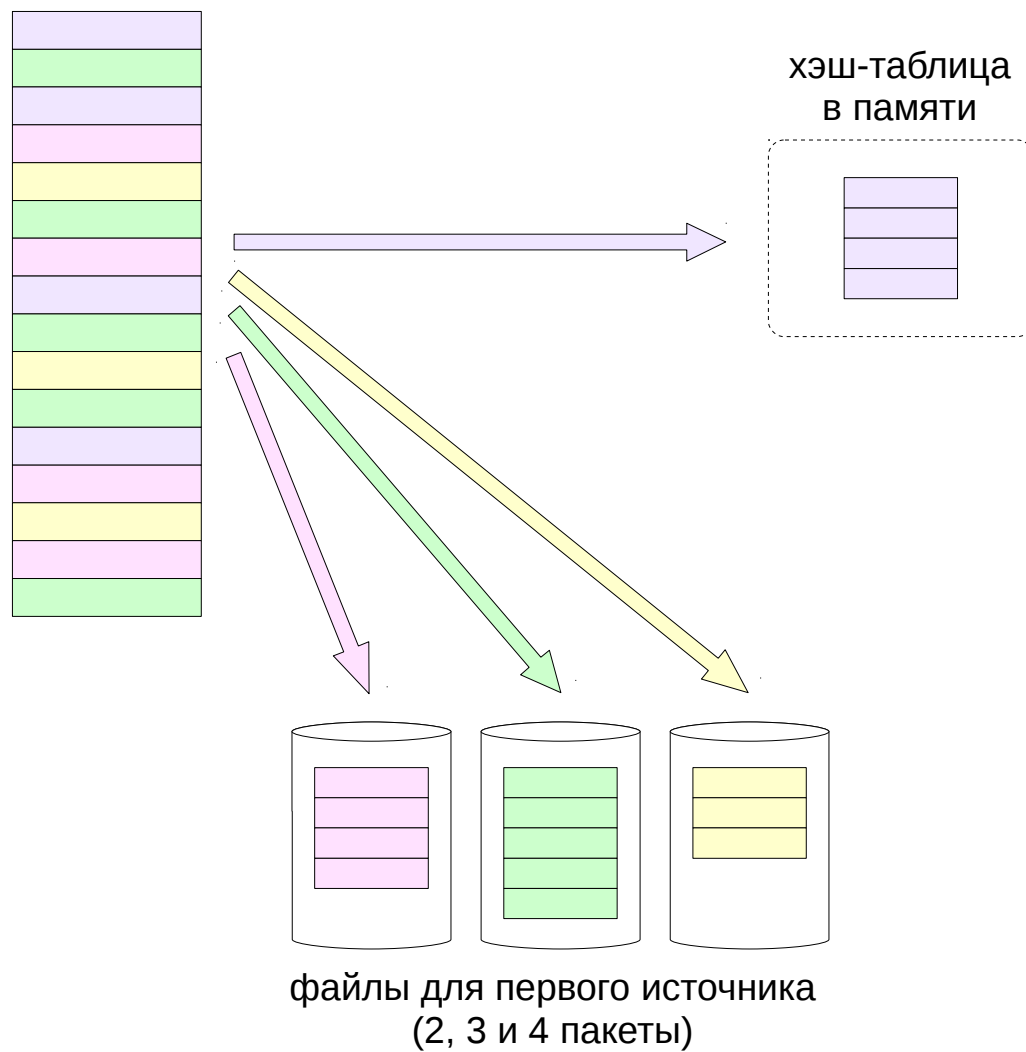 хэш-таблица
в памяти
файлы для первого источника
(2, 3 и 4 пакеты)